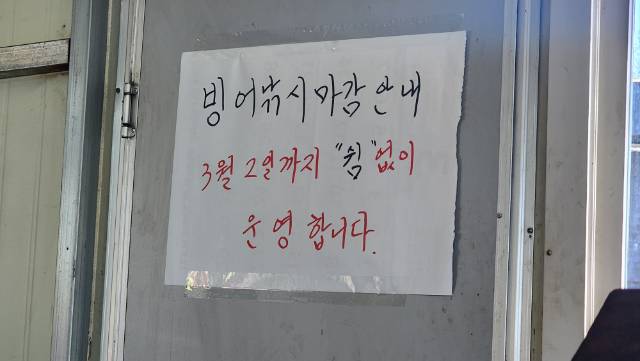 빙어낚시마감안내
3월 2일까지 "쉼"없이
운영합니다.